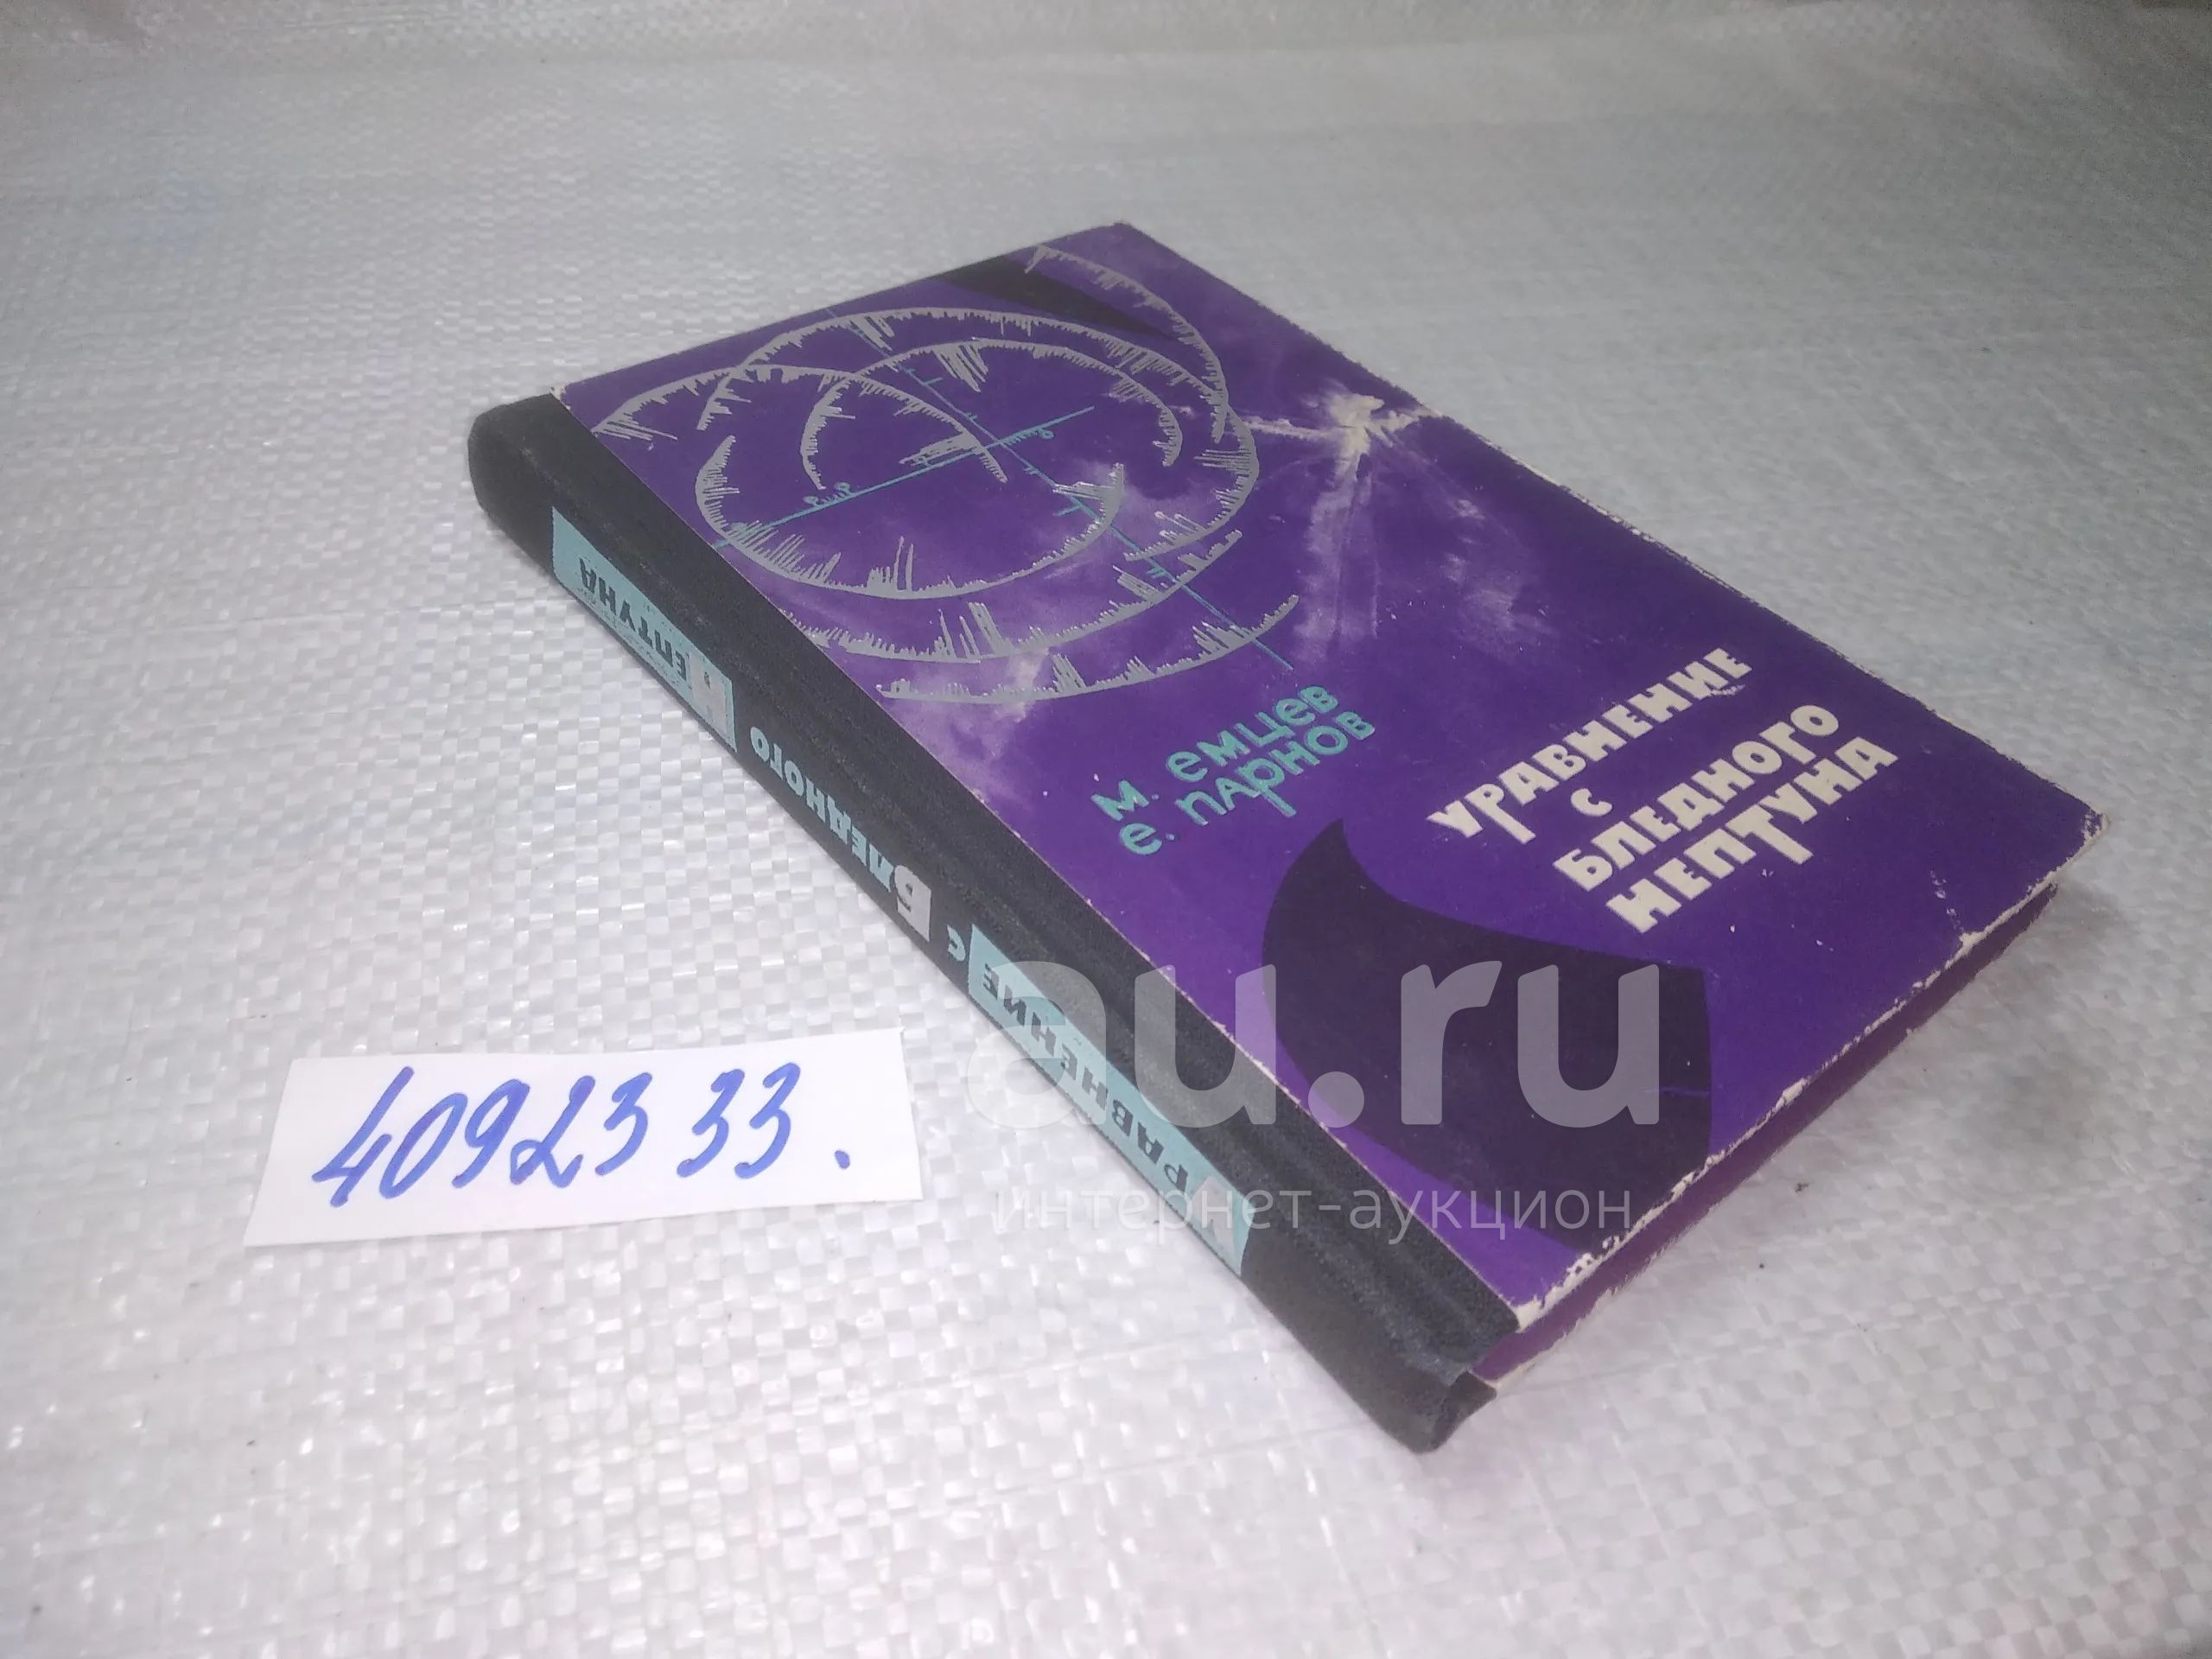 М. Емцев
Е. Парнов
Уравнение
с
Бледного
Нептуна
Уравнение с Бледного Нептуна
4092333.
au.ru
интернет-аукцион